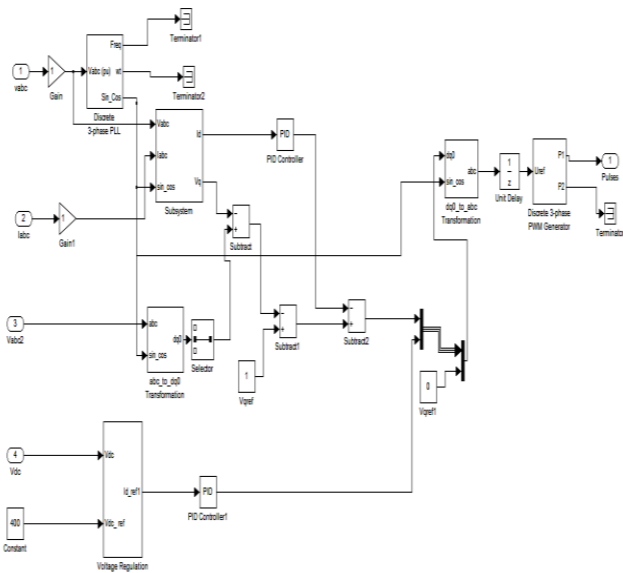 Freq
Terminator1
1
vabc
1
Gain
Vabc (pu) wt
Terminator2
Sin_Cos
Discrete
3-phase PLL
Vabc
Id
PID
PID Controller
Iabc
Vq
sin_cos
Subsystem
dq0
abc
sin_cos
dq0_to_abc
Transformation
1
z
Unit Delay
Uref
P1
P2
Discrete 3-phase
PWM Generator
1
Pulses
Terminator
2
Iabc
1
Gain1
−
+
Subtract
3
Vabc2
abc
dq0
sin_cos
abc_to_dq0
Transformation
Selector
−
+
Subtract1
−
+
Subtract2
1
Vqref
0
Vqref1
4
Vdc
Vdc
Id_ref1
Vdc_ref
Voltage Regulation
PID
PID Controller1
400
Constant